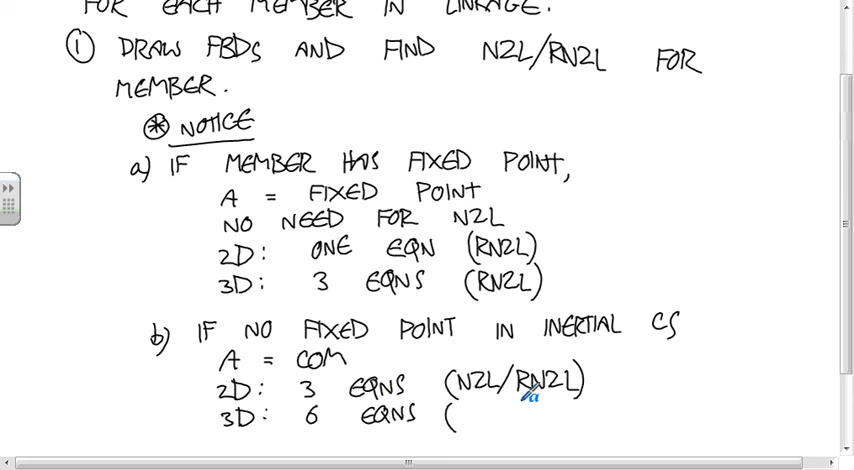 FOR EACH MEMBER IN LINKAGE.
① DRAW FBDS AND FIND N2L/RN2L FOR
MEMBER.
⊛ NOTICE
a) IF MEMBER HAS FIXED POINT,
A = FIXED POINT
NO NEED FOR N2L
2D: ONE EQN (RN2L)
3D: 3 EQNS (RN2L)
b) IF NO FIXED POINT IN INERTIAL CS
A = COM
2D: 3 EQNS (N2L/RN2L)
3D: 6 EQNS (